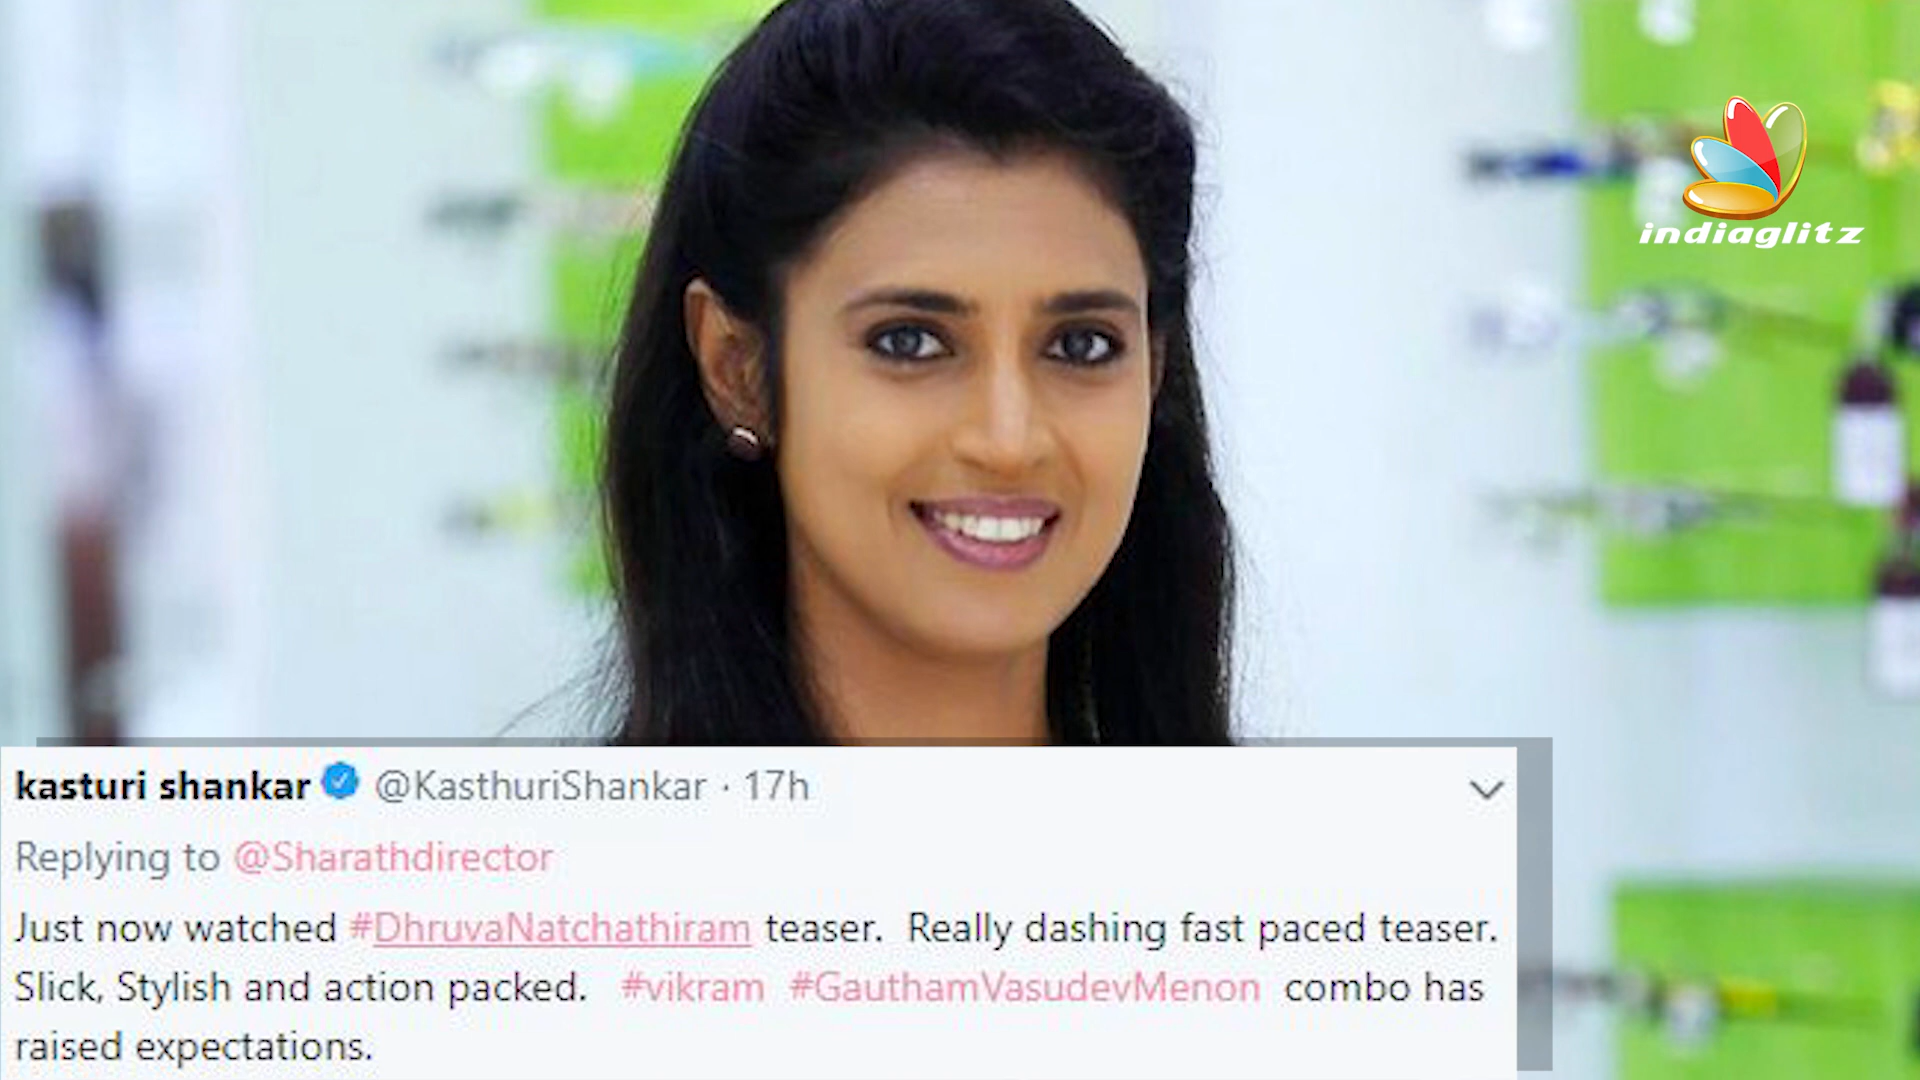 indiaglitz
kasturi shankar @KasthuriShankar · 17h
Replying to @Sharathdirector
Just now watched #DhruvaNatchathiram teaser. Really dashing fast paced teaser.
Slick, Stylish and action packed. #vikram #GauthamVasudevMenon combo has
raised expectations.